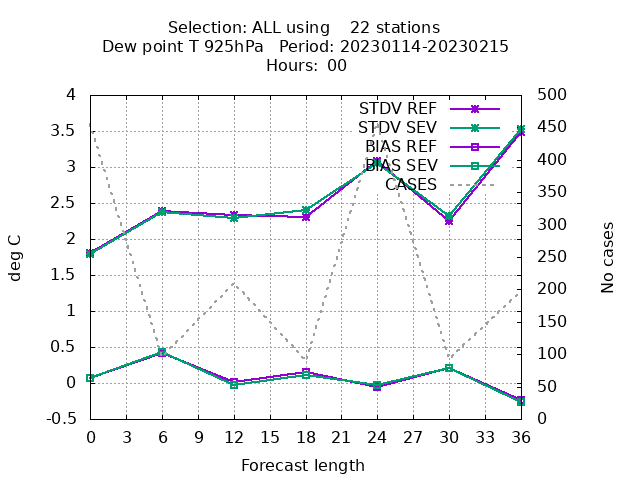 Selection: ALL using    22 stations
Dew point T 925hPa   Period: 20230114-20230215
Hours: 00
4
3.5
3
2.5
2
1.5
1
0.5
0
-0.5
deg C
STDV REF
STDV SEV
BIAS REF
BIAS SEV
CASES
500
450
400
350
300
250
200
150
100
50
0
No cases
0 3 6 9 12 15 18 21 24 27 30 33 36
Forecast length